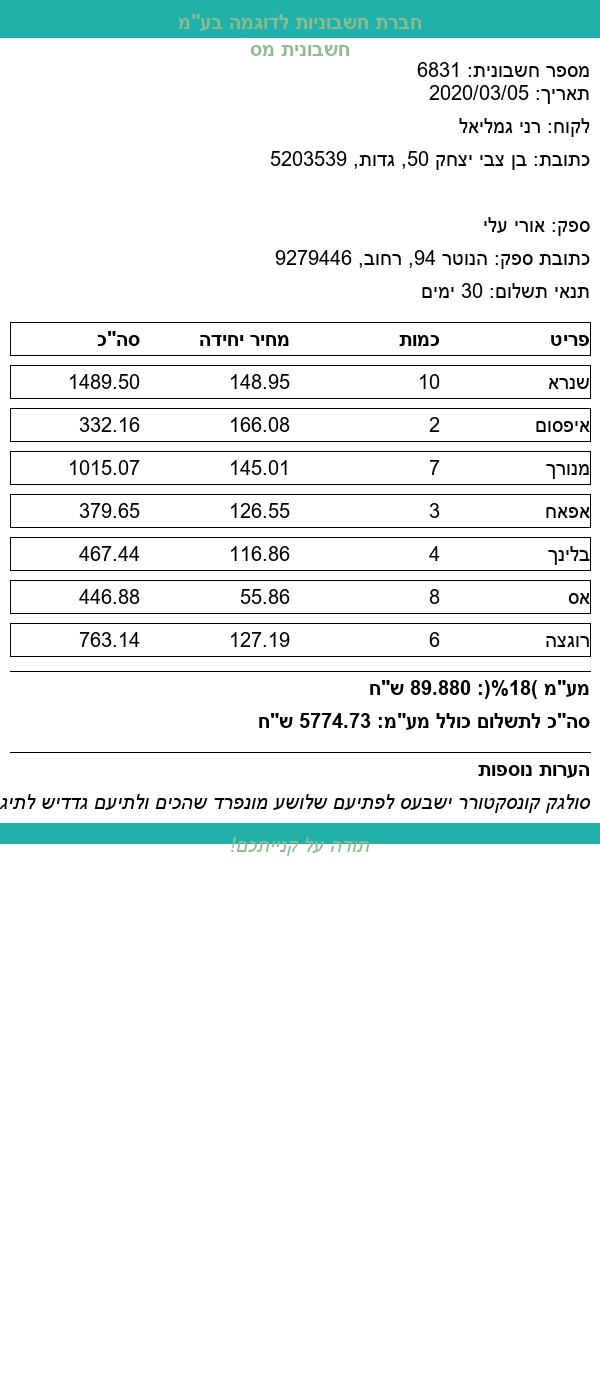 חברת חשבוניות לדוגמה בע"מ
חשבונית מס
מספר חשבונית: 6831
תאריך: 2020/03/05
לקוח: רני גמליאל
כתובת: בן צבי יצחק 50, גדות, 5203539
ספק: אורי עלי
כתובת ספק: הנוטר 94, רחוב, 9279446
תנאי תשלום: 30 ימים
פריט כמות מחיר יחידה סה"כ
שנרא 10 148.95 1489.50
איפסום 2 166.08 332.16
מנורך 7 145.01 1015.07
אפאח 3 126.55 379.65
בלינך 4 116.86 467.44
אס 8 55.86 446.88
רוגצה 6 127.19 763.14
מע"מ )18%(: 89.880 ש"ח
סה"כ לתשלום כולל מע"מ: 5774.73 ש"ח
הערות נוספות
סולגק קונסקטורר ישבעס לפתיעם שלושע מונפרד שהכים ולתיעם גדדיש לתיג
תודה על קנייתכם!